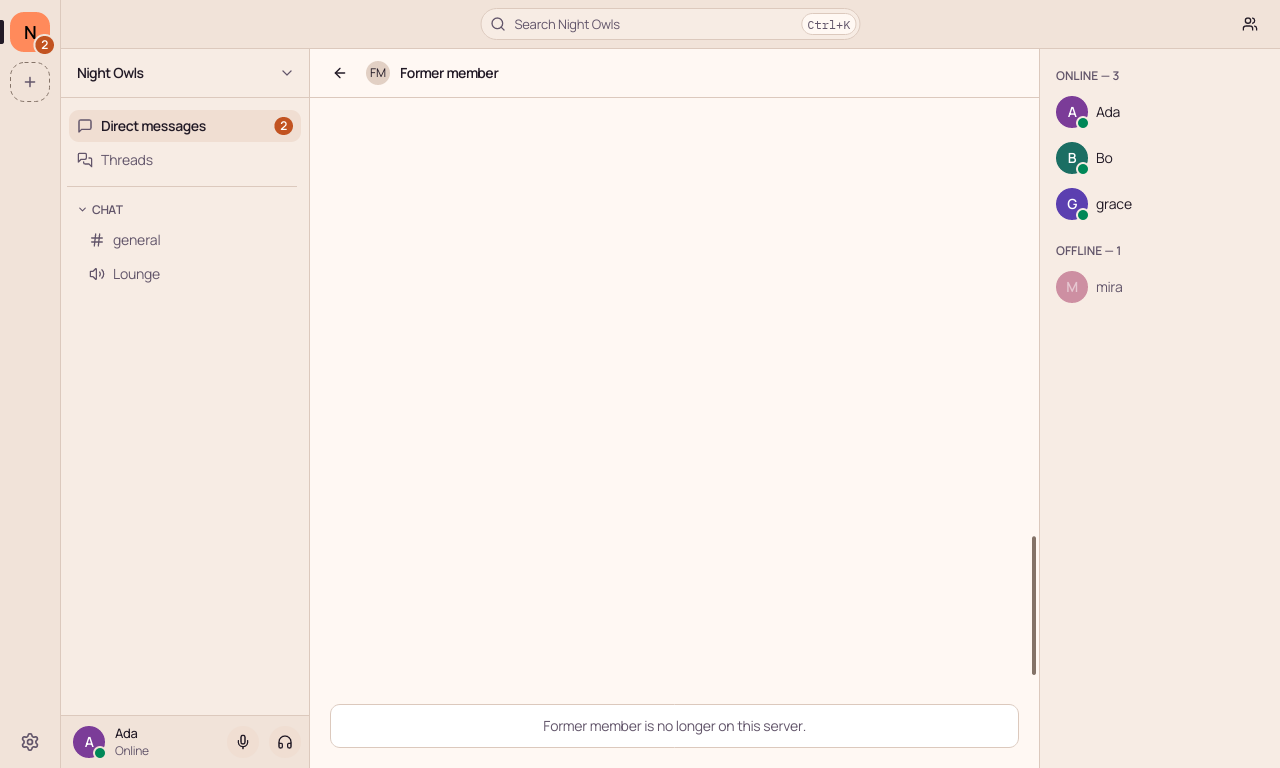 N
2
Search Night Owls
Ctrl+K
Night Owls
Direct messages
2
Threads
CHAT
general
Lounge
A
Ada
Online
FM
Former member
Former member is no longer on this server.
ONLINE — 3
A
Ada
B
Bo
G
grace
OFFLINE — 1
M
mira